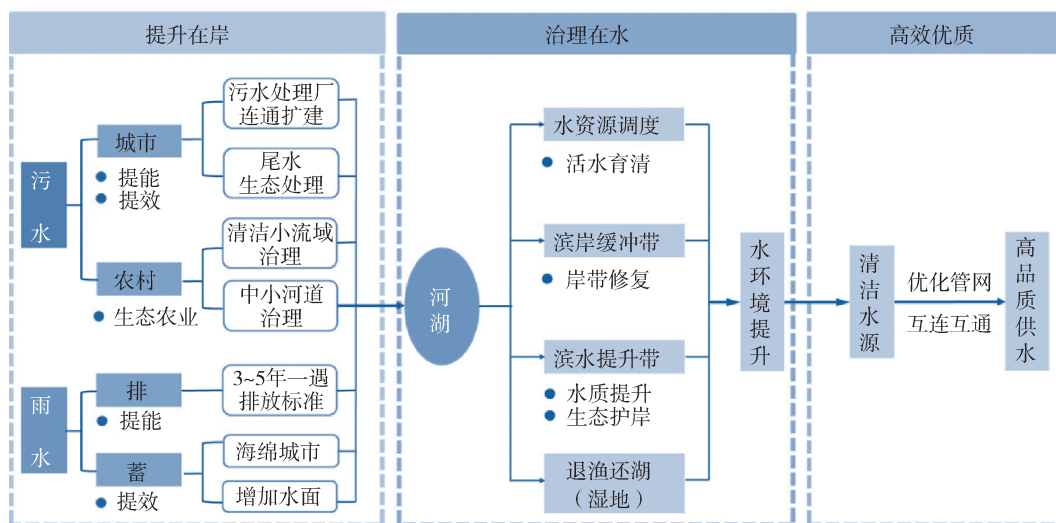 提升在岸
治理在水
高效优质
污水
城市
提能
提效
污水处理厂
连通扩建
尾水
生态处理
农村
生态农业
清洁小流域
治理
中小河道
治理
雨水
排
提能
3~5年一遇
排放标准
蓄
提效
海绵城市
增加水面
河湖
水资源调度
活水育清
滨岸缓冲带
岸带修复
滨水提升带
水质提升
生态护岸
退渔还湖
（湿地）
水环境提升
清洁水源
优化管网
互连互通
高品质供水